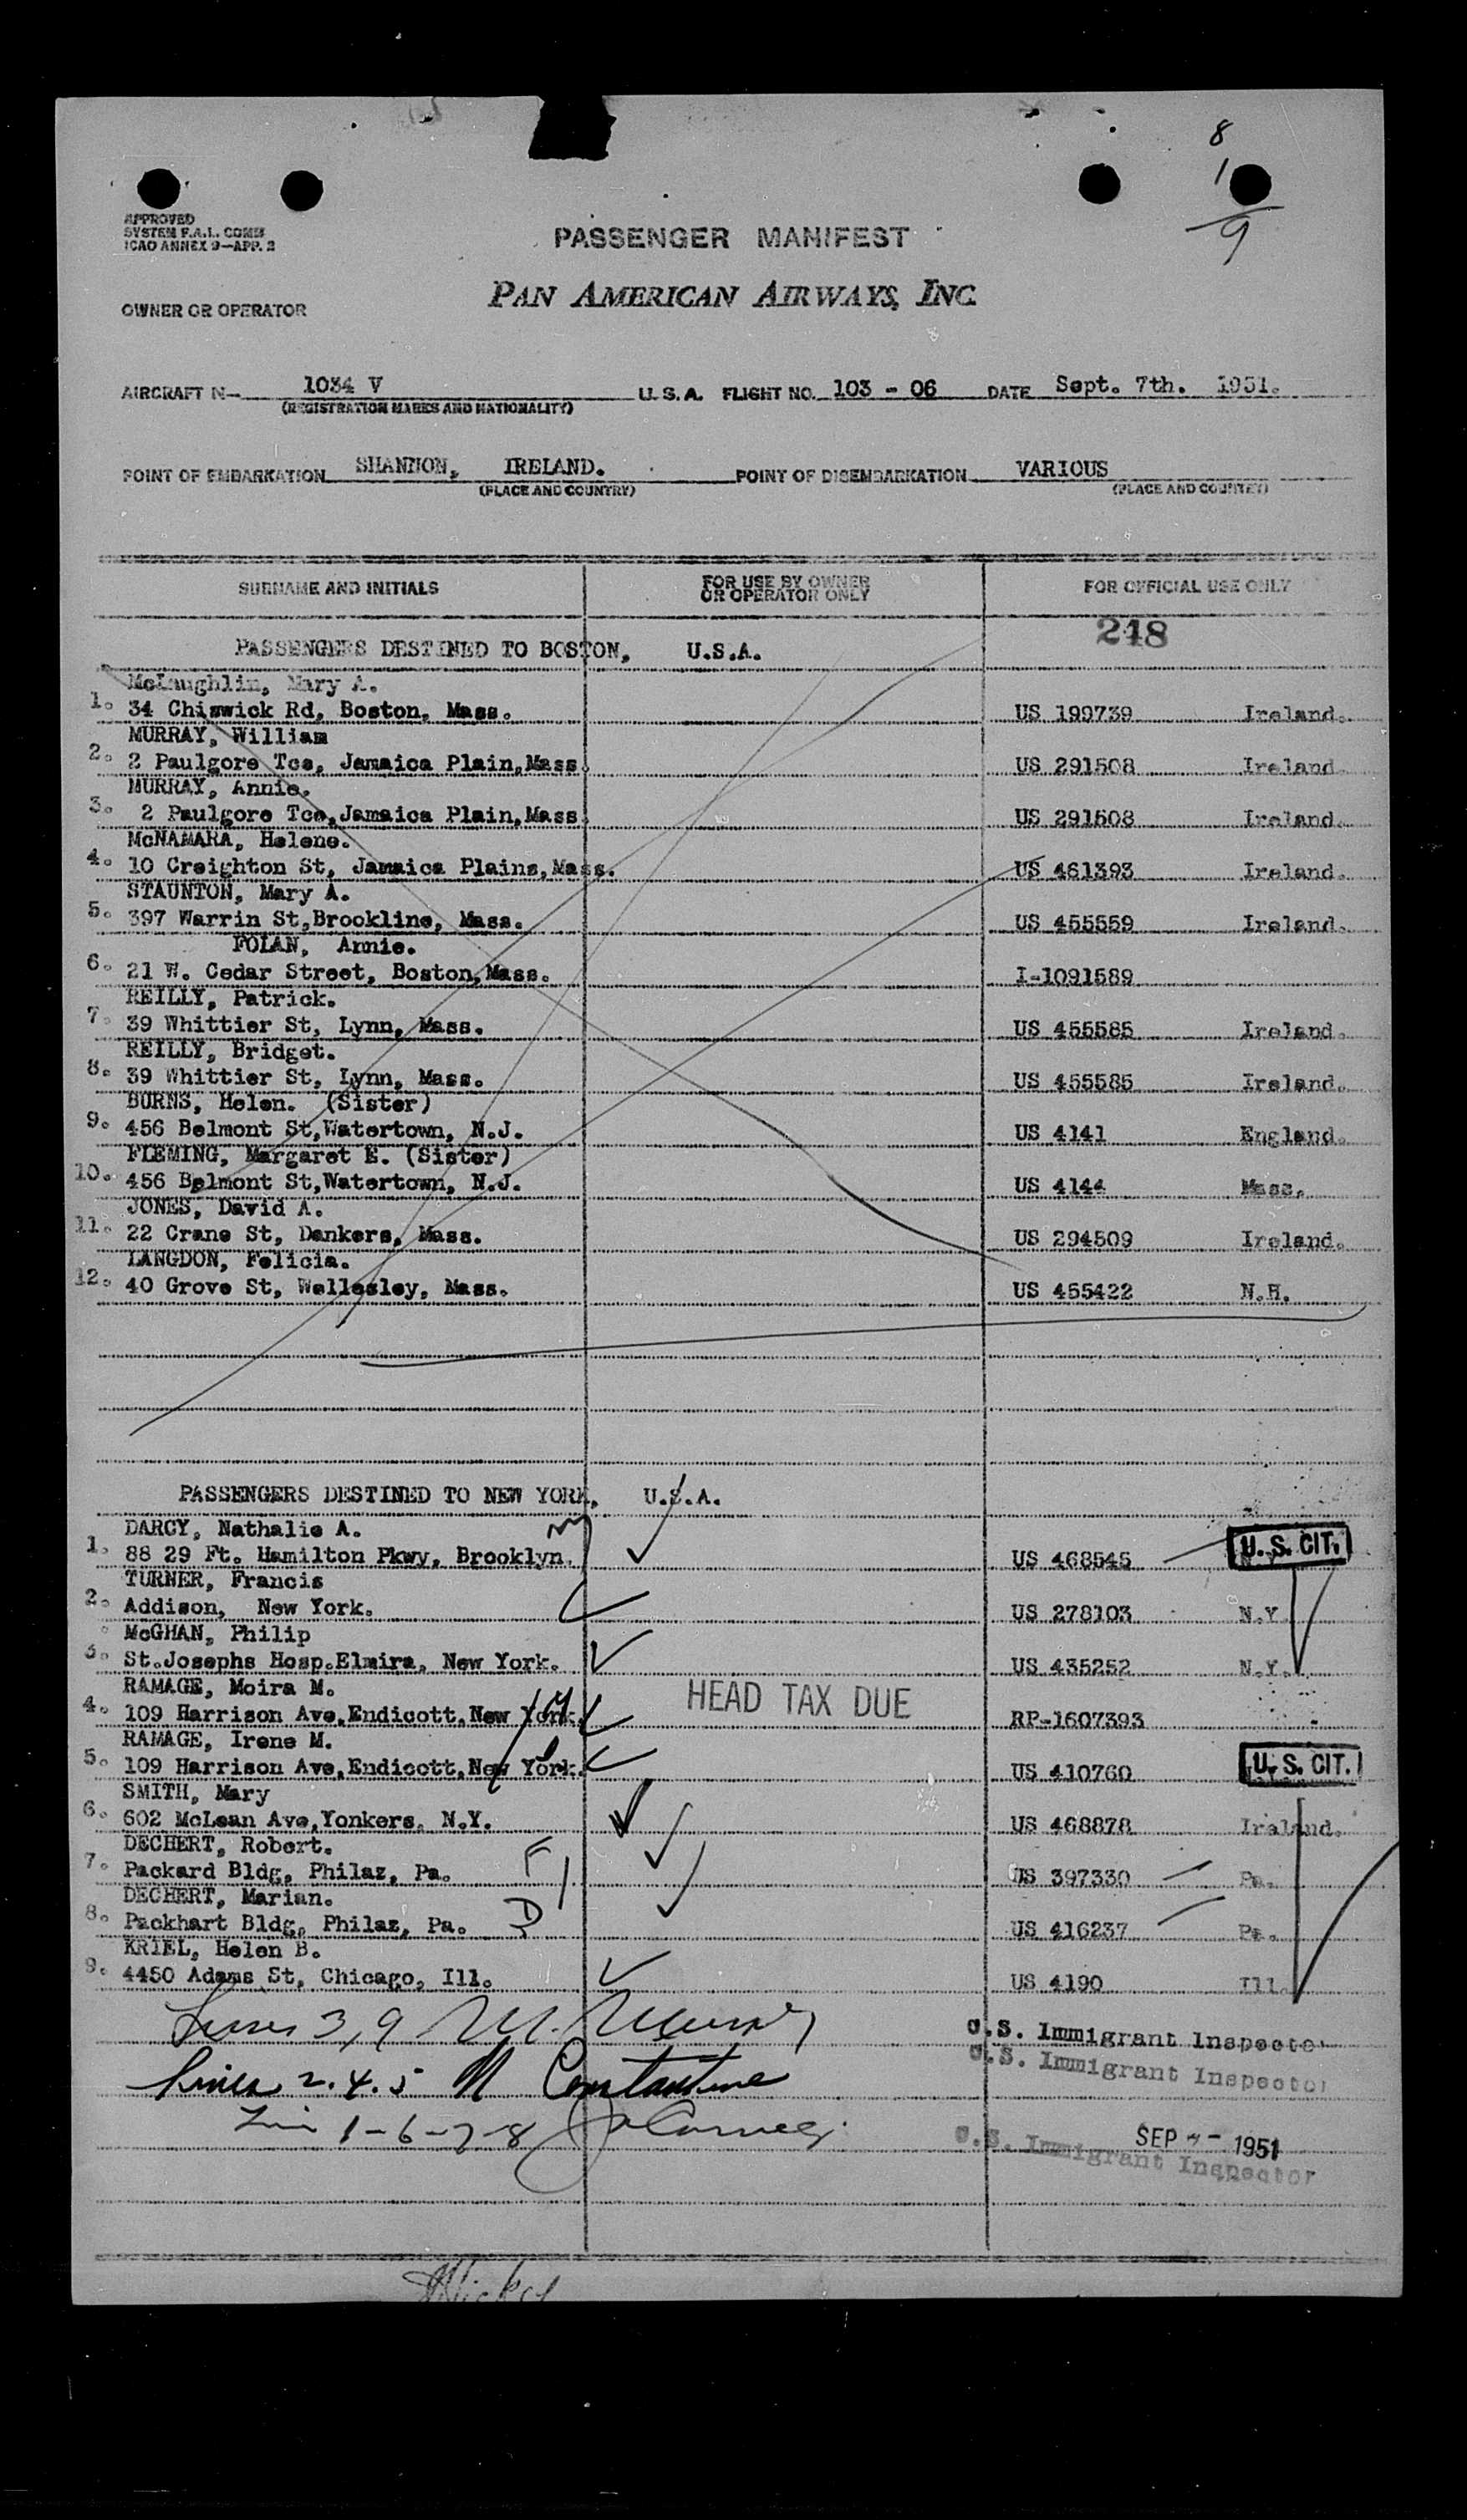 8
1
9
APPROVED
SYSTEM F.A.L. COMM
ICAO ANNEX 9—APP. 2
PASSENGER MANIFEST
PAN AMERICAN AIRWAYS, INC.
OWNER OR OPERATOR
AIRCRAFT N— 1034 V U. S. A. FLIGHT NO. 103 - 06 DATE Sept. 7th. 1951.
(REGISTRATION MARKS AND NATIONALITY)
POINT OF EMBARKATION SHANNON, IRELAND. POINT OF DISEMBARKATION VARIOUS
(PLACE AND COUNTRY) (PLACE AND COUNTRY)
SURNAME AND INITIALS FOR USE BY OWNER OR OPERATOR ONLY FOR OFFICIAL USE ONLY
248
PASSENGERS DESTINED TO BOSTON, U.S.A.
McLaughlin, Mary A.
1. 34 Chiswick Rd, Boston, Mass. US 199739 Ireland.
MURRAY, William
2. 2 Paulgore Tce, Jamaica Plain,Mass. US 291508 Ireland.
MURRAY, Annie.
3. 2 Paulgore Tce,Jamaica Plain,Mass. US 291508 Ireland.
McNAMARA, Helene.
4. 10 Creighton St, Jamaica Plains,Mass. US 461393 Ireland.
STAUNTON, Mary A.
5. 397 Warrin St,Brookline, Mass. US 455559 Ireland.
FOLAN, Annie.
6. 21 W. Cedar Street, Boston,Mass. I-1091589
REILLY, Patrick.
7. 39 Whittier St, Lynn, Mass. US 455585 Ireland.
REILLY, Bridget.
8. 39 Whittier St, Lynn, Mass. US 455585 Ireland.
BURNS, Helen. (Sister)
9. 456 Belmont St,Watertown, N.J. US 4141 England.
FLEMING, Margaret E. (Sister)
10. 456 Belmont St,Watertown, N.J. US 4144 Mass.
JONES, David A.
11. 22 Crane St, Dankers, Mass. US 294509 Ireland.
LANGDON, Felicia.
12. 40 Grove St, Wellesley, Mass. US 455422 N.H.
PASSENGERS DESTINED TO NEW YORK, U.S.A.
DARCY, Nathalie A.
1. 88 29 Ft. Hamilton Pkwy, Brooklyn. US 468545 U. S. CIT.
TURNER, Francis
2. Addison, New York. US 278103 N.Y.
McGHAN, Philip
3. St.Josephs Hosp.Elmira, New York. US 435252 N.Y.
RAMAGE, Moira M.
4. 109 Harrison Ave,Endicott,New York. HEAD TAX DUE RP-1607393
RAMAGE, Irene M.
5. 109 Harrison Ave,Endicott,New York. US 410760 U. S. CIT.
SMITH, Mary
6. 602 McLean Ave,Yonkers, N.Y. US 468878 Ireland.
DECHERT, Robert.
7. Packard Bldg, Philaz, Pa. F US 397330 Pa.
DECHERT, Marian.
8. Packhart Bldg, Philaz, Pa. D US 416237 Pa.
KRIEL, Helen B.
9. 4450 Adams St, Chicago, Ill. US 4190 Ill.
Lines 3,9 M. U.S. Immigrant Inspector
Lines 2.4.5 M Constantine U.S. Immigrant Inspector
1-6-7-8
SEP 7- 1951
U.S. Immigrant Inspector